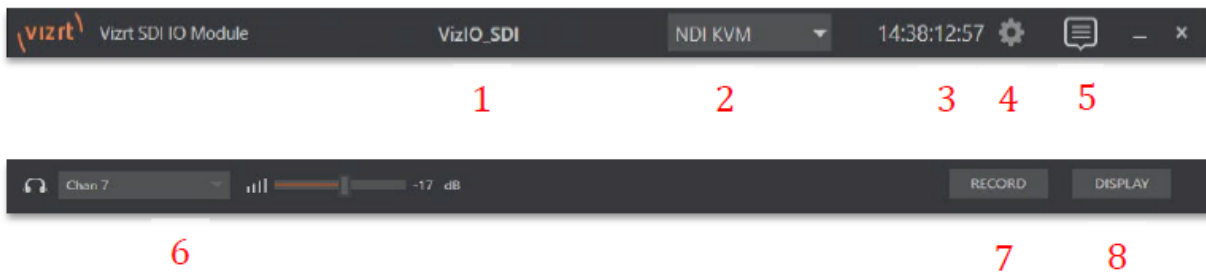 vizrt Vizrt SDI IO Module VizIO_SDI NDI KVM 14:38:12:57
1 2 3 4 5
Chan 7 -17 dB RECORD DISPLAY
6 7 8